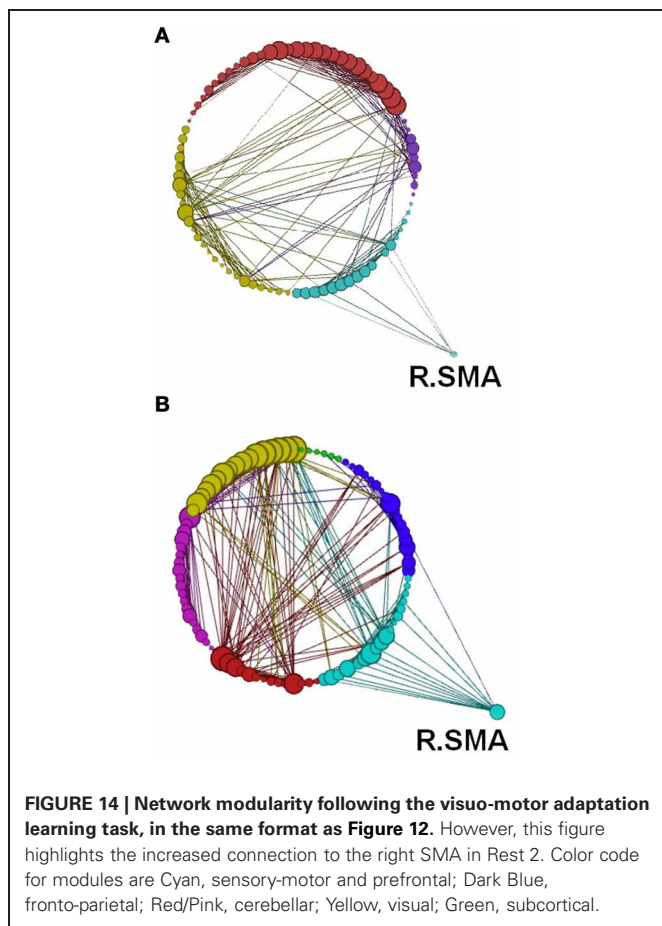 A
R.SMA
B
R.SMA
FIGURE 14 | Network modularity following the visuo-motor adaptation
learning task, in the same format as Figure 12. However, this figure
highlights the increased connection to the right SMA in Rest 2. Color code
for modules are Cyan, sensory-motor and prefrontal; Dark Blue,
fronto-parietal; Red/Pink, cerebellar; Yellow, visual; Green, subcortical.